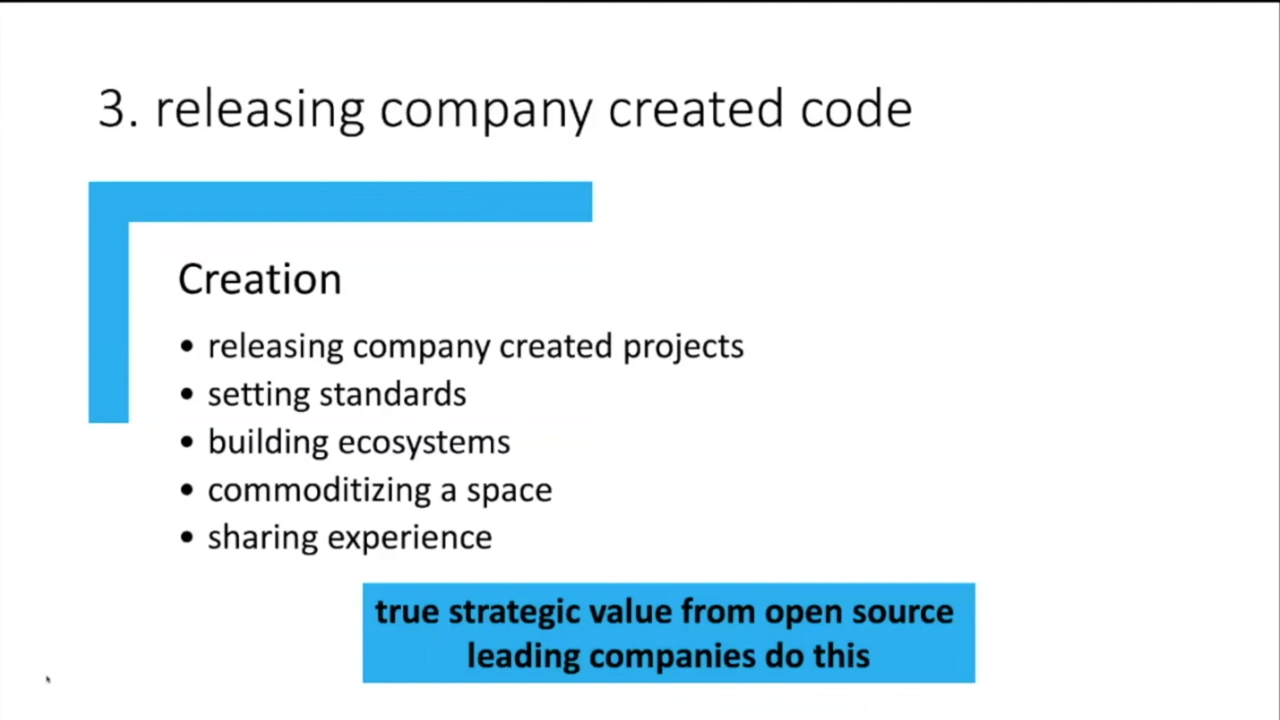 3. releasing company created code
Creation
• releasing company created projects
• setting standards
• building ecosystems
• commoditizing a space
• sharing experience
true strategic value from open source
leading companies do this